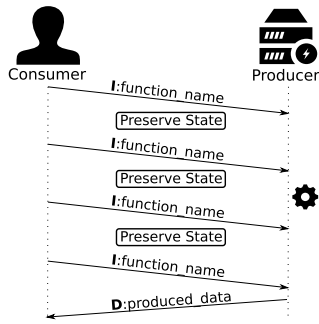 Consumer
Producer
I:function_name
Preserve State
I:function_name
Preserve State
I:function_name
Preserve State
I:function_name
D:produced_data